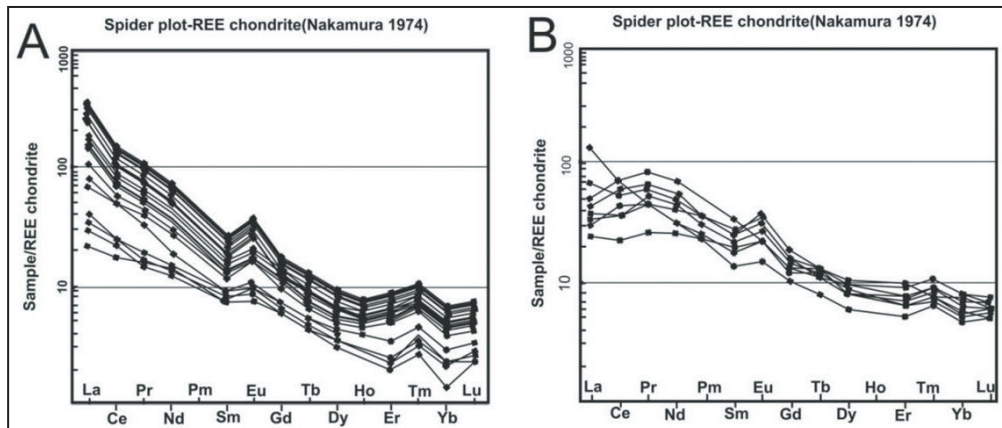 A
Spider plot-REE chondrite(Nakamura 1974)
Sample/REE chondrite
1000
100
10
La Pr Pm Eu Tb Ho Tm Lu
Ce Nd Sm Gd Dy Er Yb
B
Spider plot-REE chondrite(Nakamura 1974)
Sample/REE chondrite
1000
100
10
La Pr Pm Eu Tb Ho Tm Lu
Ce Nd Sm Gd Dy Er Yb